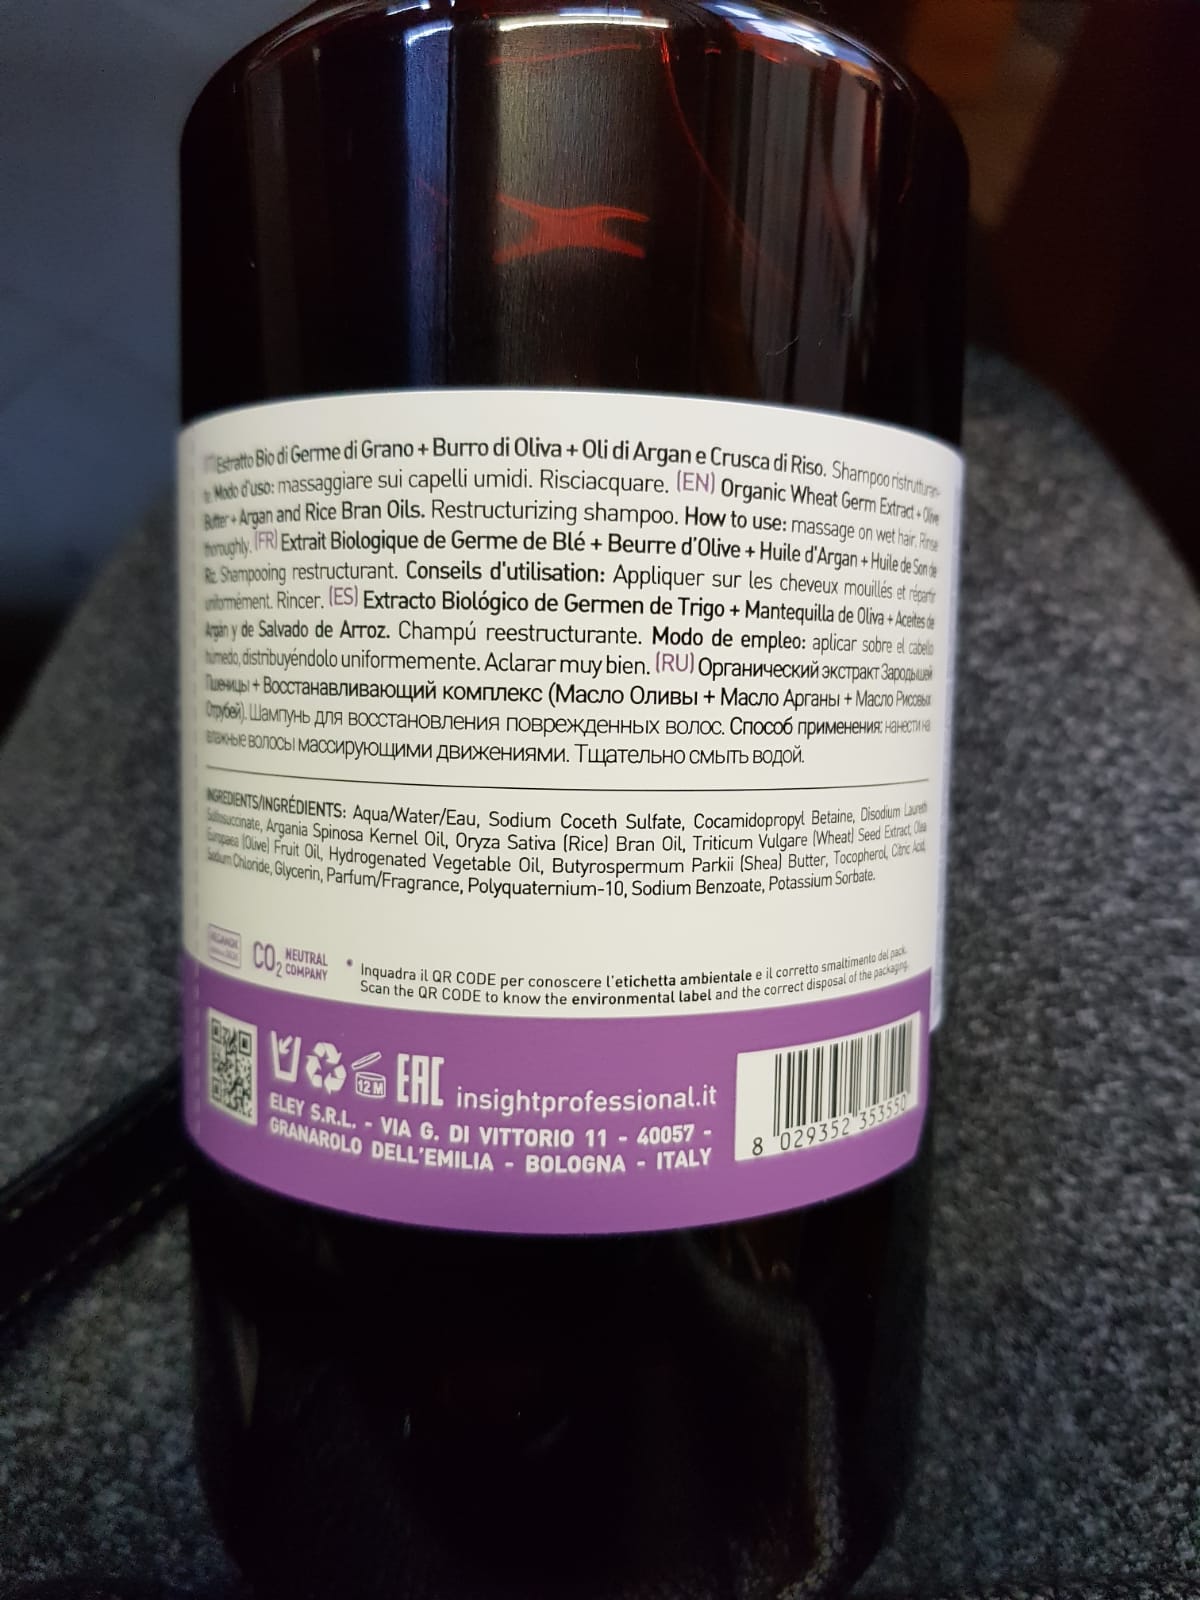 Estratto Bio di Germe di Grano + Burro di Oliva + Oli di Argan e Crusca di Riso. Shampoo ristrutturan-
te. Modo d'uso: massaggiare sui capelli umidi. Risciacquare. (EN) Organic Wheat Germ Extract + Olive
Butter + Argan and Rice Bran Oils. Restructurizing shampoo. How to use: massage on wet hair. Rinse
thoroughly. (FR) Extrait Biologique de Germe de Blé + Beurre d'Olive + Huile d'Argan + Huile de Son de
Riz. Shampooing restructurant. Conseils d'utilisation: Appliquer sur les cheveux mouillés et répartir
uniformément. Rincer. (ES) Extracto Biológico de Germen de Trigo + Mantequilla de Oliva + Aceites de
Argán y de Salvado de Arroz. Champú reestructurante. Modo de empleo: aplicar sobre el cabello
humedo, distribuyéndolo uniformemente. Aclarar muy bien. (RU) Органический экстракт Зародышей
Пшеницы + Восстанавливающий комплекс (Масло Оливы + Масло Арганы + Масло Рисовых
Отрубей). Шампунь для восстановления поврежденных волос. Способ применения: нанести на
влажные волосы массирующими движениями. Тщательно смыть водой.
INGREDIENTS/INGRÉDIENTS: Aqua/Water/Eau, Sodium Coceth Sulfate, Cocamidopropyl Betaine, Disodium Laureth
Sulfosuccinate, Argania Spinosa Kernel Oil, Oryza Sativa (Rice) Bran Oil, Triticum Vulgare (Wheat) Seed Extract, Olea
Europaea (Olive) Fruit Oil, Hydrogenated Vegetable Oil, Butyrospermum Parkii (Shea) Butter, Tocopherol, Citric Acid,
Sodium Chloride, Glycerin, Parfum/Fragrance, Polyquaternium-10, Sodium Benzoate, Potassium Sorbate.
CO2 NEUTRAL
COMPANY
* Inquadra il QR CODE per conoscere l'etichetta ambientale e il corretto smaltimento del pack.
Scan the QR CODE to know the environmental label and the correct disposal of the packaging.
12 M EAC insightprofessional.it
ELEY S.R.L. - VIA G. DI VITTORIO 11 - 40057 -
GRANAROLO DELL'EMILIA - BOLOGNA - ITALY
8 029352 353550